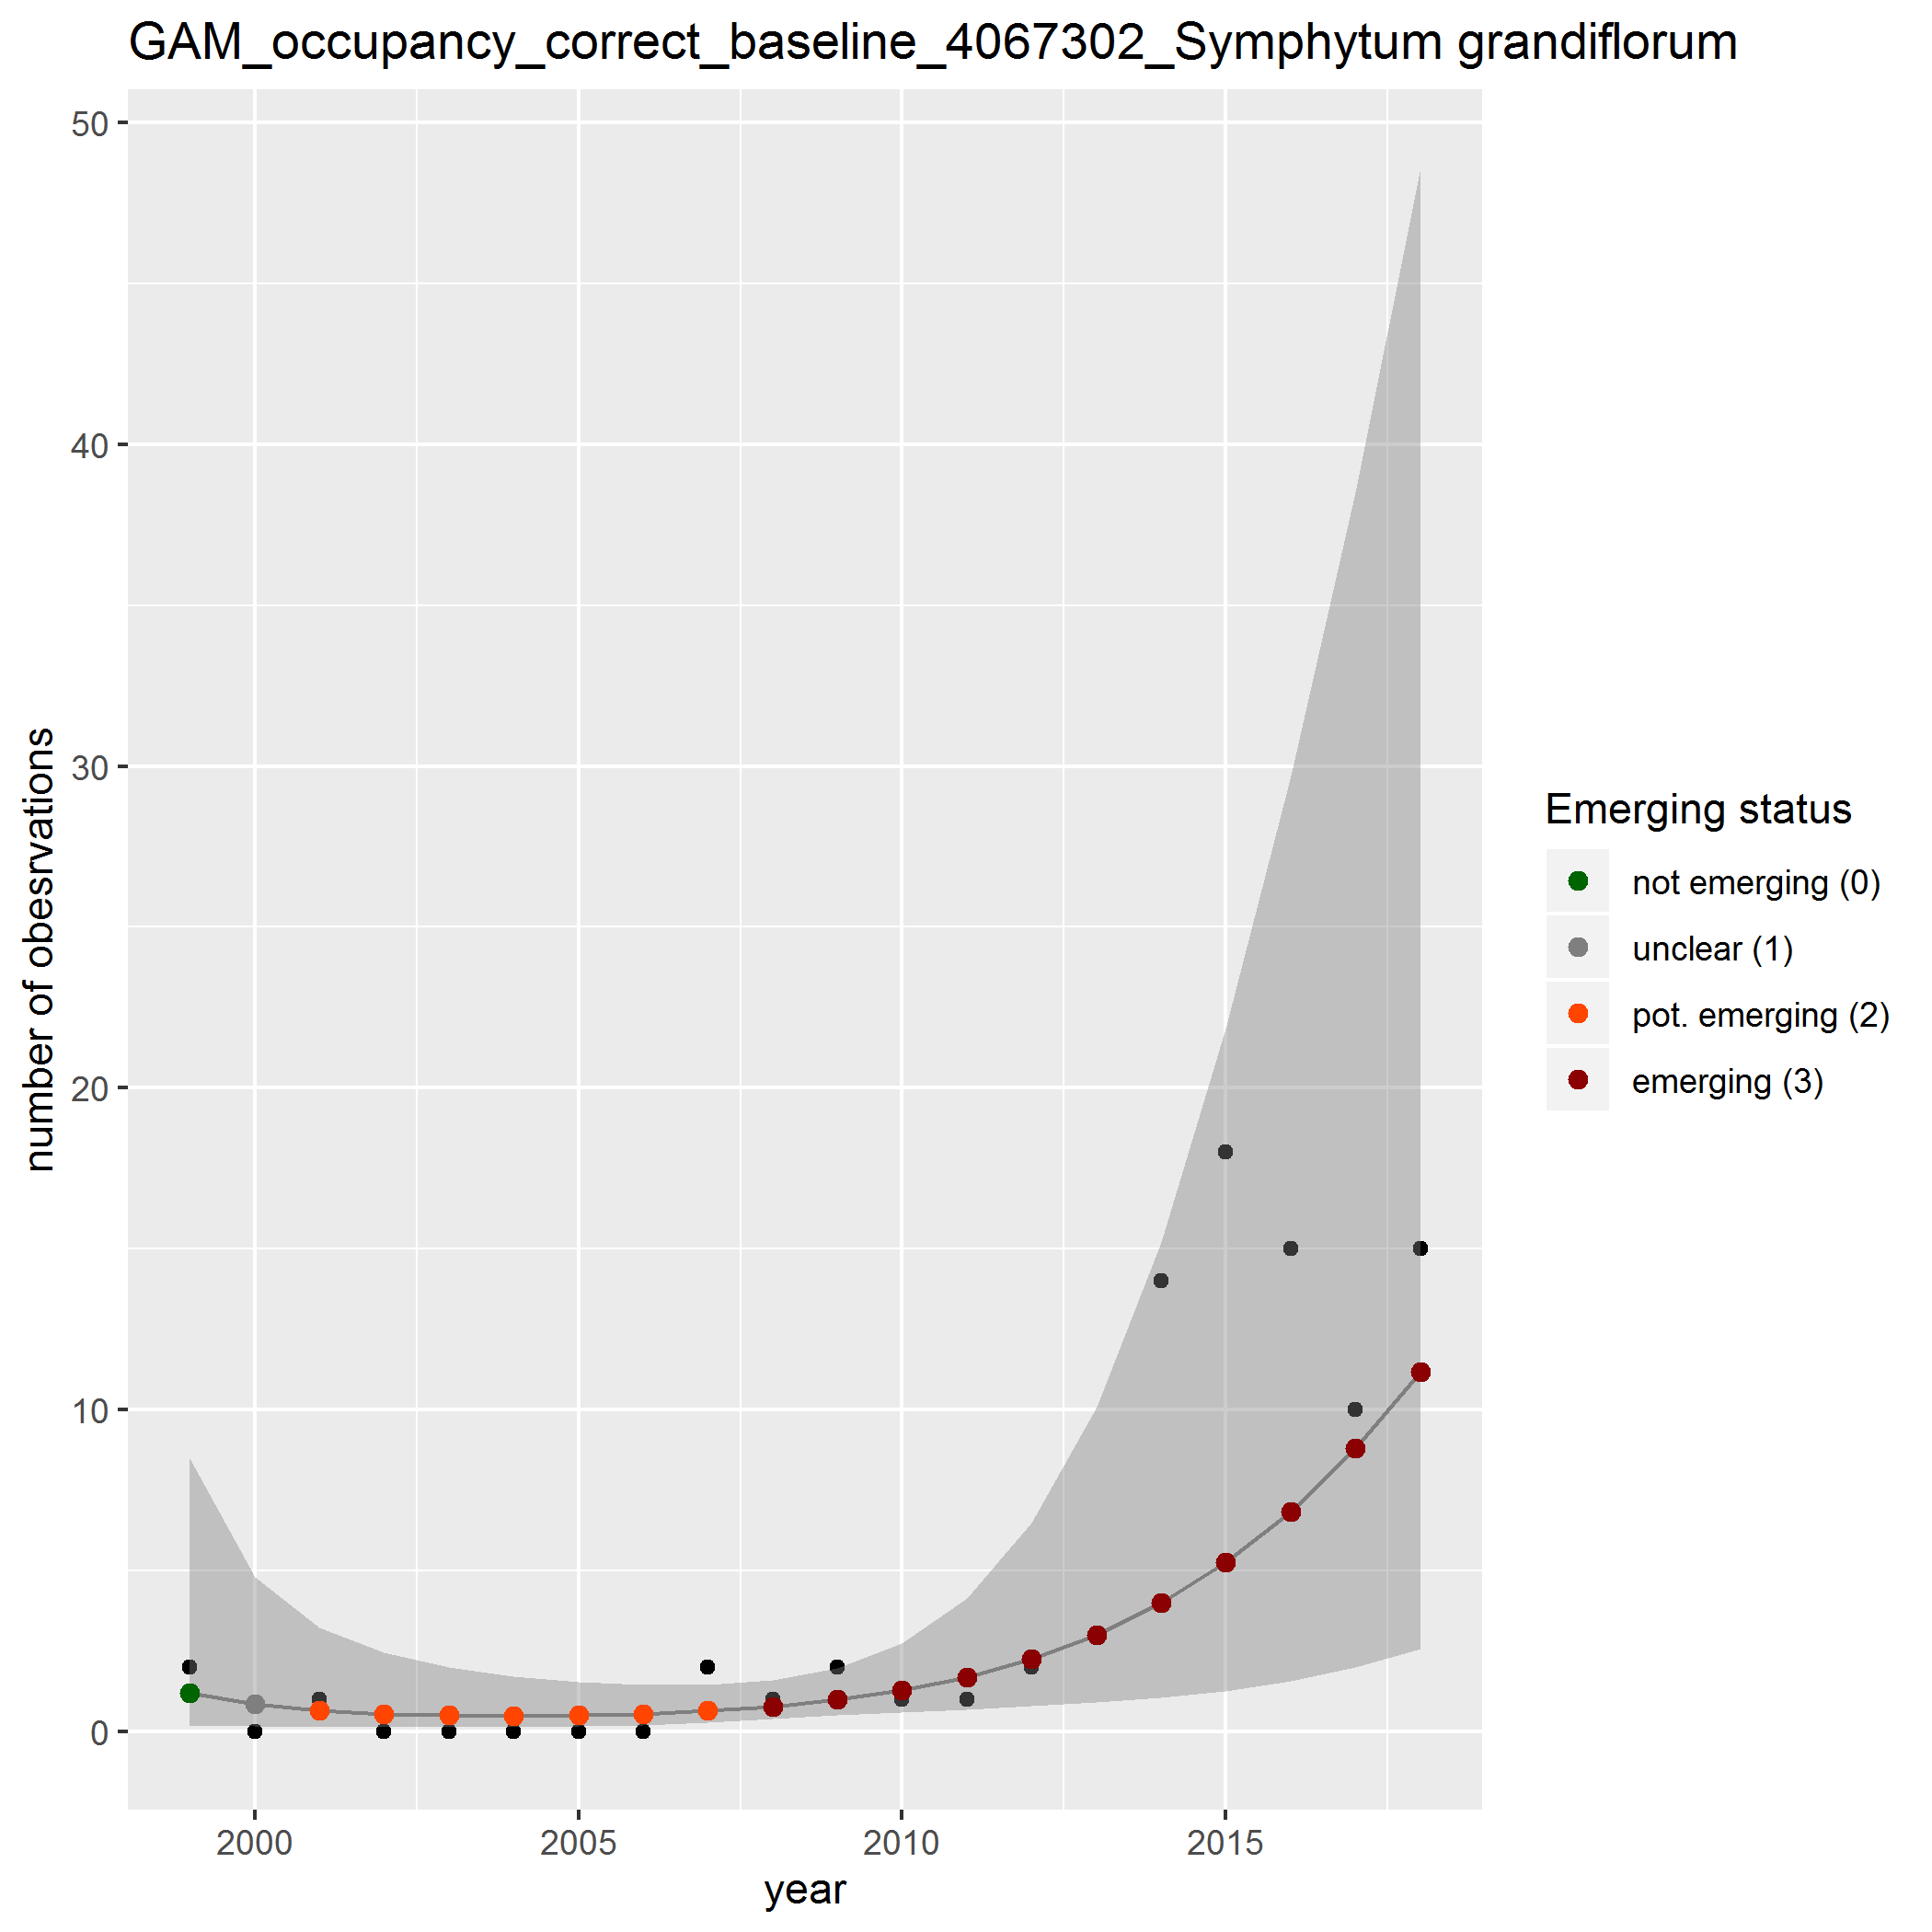 GAM_occupancy_correct_baseline_4067302_Symphytum grandiflorum
50
40
30
20
10
0
number of obesrvations
2000 2005 2010 2015
year
Emerging status
not emerging (0)
unclear (1)
pot. emerging (2)
emerging (3)